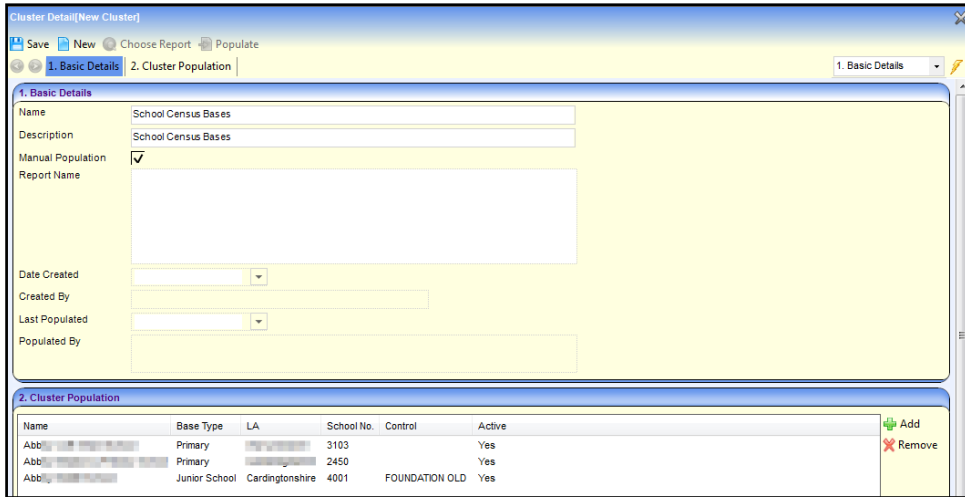 Cluster Detail[New Cluster]
Save New Choose Report Populate
1. Basic Details 2. Cluster Population 1. Basic Details
1. Basic Details
Name School Census Bases
Description School Census Bases
Manual Population
Report Name
Date Created
Created By
Last Populated
Populated By
2. Cluster Population
Name Base Type LA School No. Control Active Add
Abb Primary 3103 Yes Remove
Abb Primary 2450 Yes
Abb Junior School Cardingtonshire 4001 FOUNDATION OLD Yes